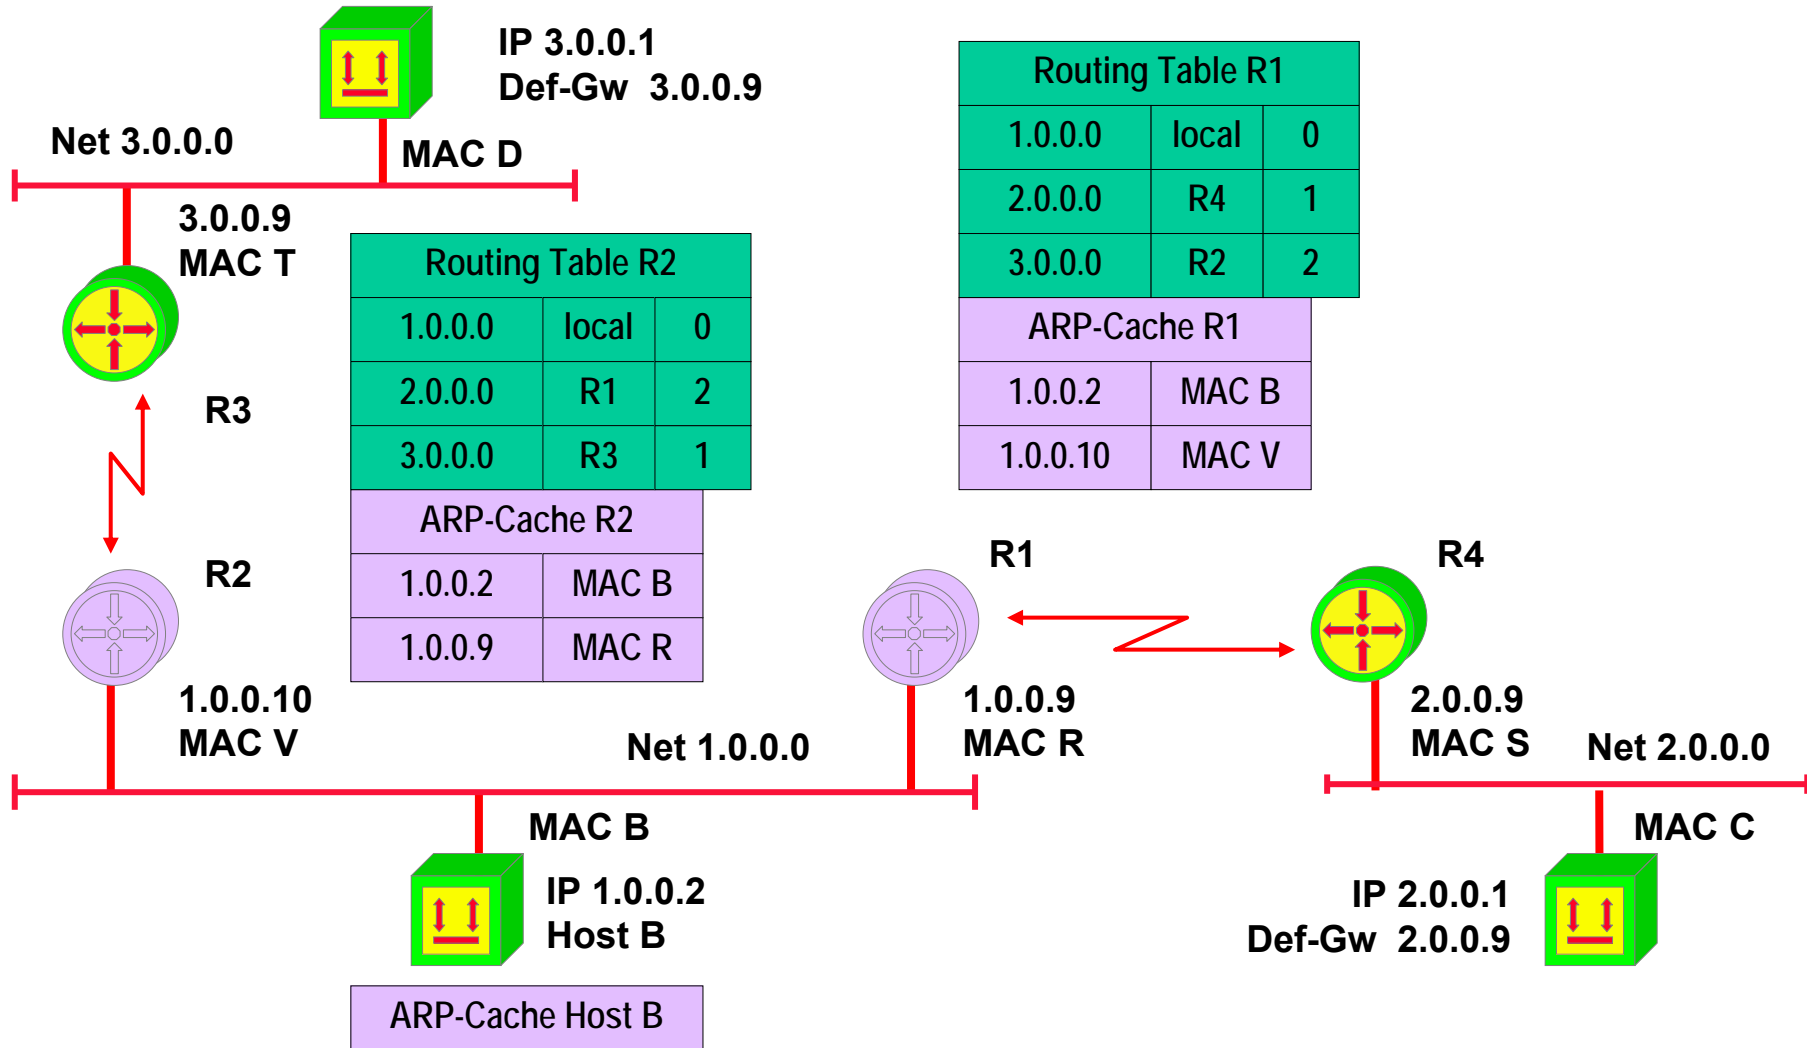 IP 3.0.0.1
Def-Gw 3.0.0.9
Net 3.0.0.0
MAC D
3.0.0.9
MAC T
R3
Routing Table R1
1.0.0.0 local 0
2.0.0.0 R4 1
3.0.0.0 R2 2
ARP-Cache R1
1.0.0.2 MAC B
1.0.0.10 MAC V
Routing Table R2
1.0.0.0 local 0
2.0.0.0 R1 2
3.0.0.0 R3 1
ARP-Cache R2
1.0.0.2 MAC B
1.0.0.9 MAC R
R2
1.0.0.10
MAC V
R1
1.0.0.9
MAC R
R4
2.0.0.9
MAC S
Net 1.0.0.0
Net 2.0.0.0
MAC B
IP 1.0.0.2
Host B
MAC C
IP 2.0.0.1
Def-Gw 2.0.0.9
ARP-Cache Host B